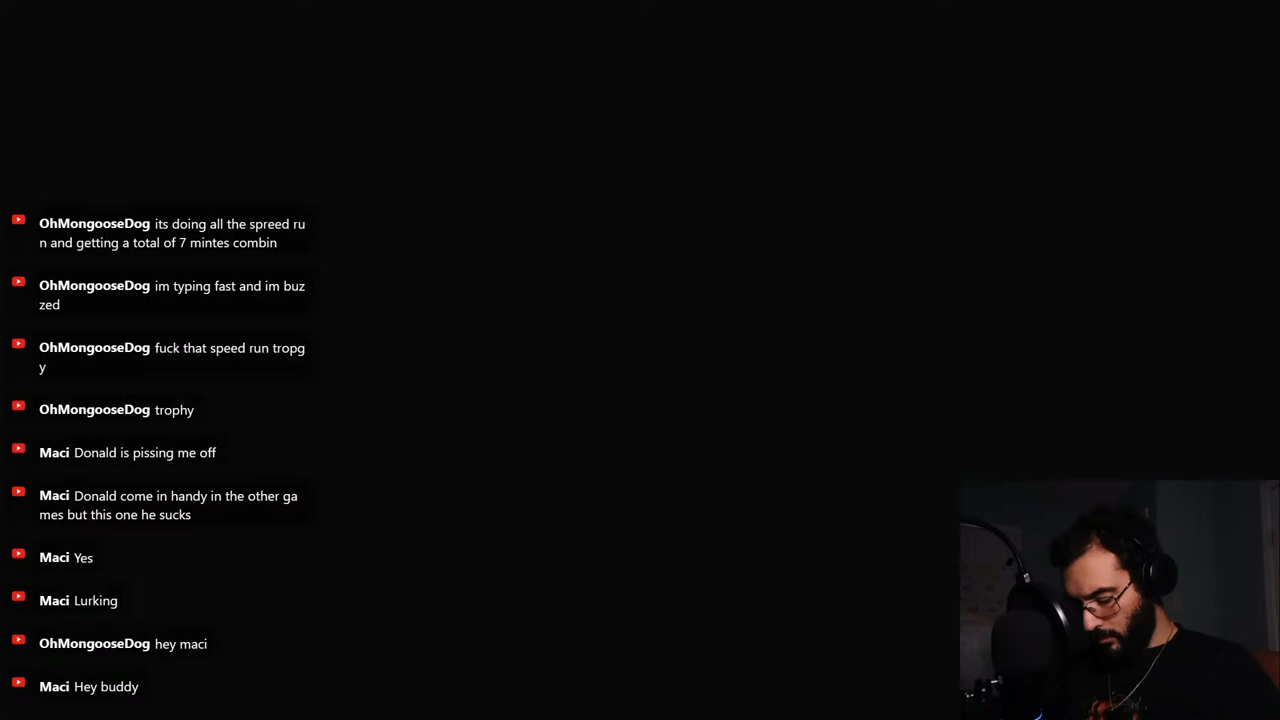 OhMongooseDog its doing all the spreed ru
n and getting a total of 7 mintes combin
OhMongooseDog im typing fast and im buz
zed
OhMongooseDog fuck that speed run tropg
y
OhMongooseDog trophy
Maci Donald is pissing me off
Maci Donald come in handy in the other ga
mes but this one he sucks
Maci Yes
Maci Lurking
OhMongooseDog hey maci
Maci Hey buddy